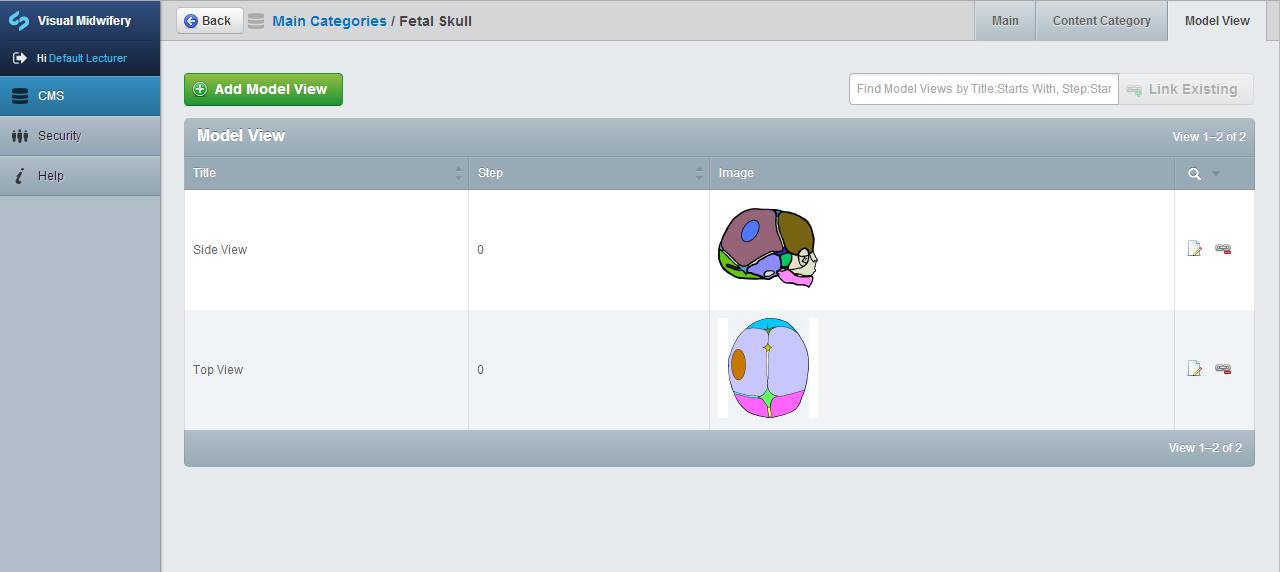 Visual Midwifery
Back
Main Categories / Fetal Skull
Main
Content Category
Model View
Hi Default Lecturer
CMS
Security
Help
Add Model View
Find Model Views by Title:Starts With, Step:Star
Link Existing
Model View
View 1–2 of 2
Title
Step
Image
Side View
0
Top View
0
View 1–2 of 2